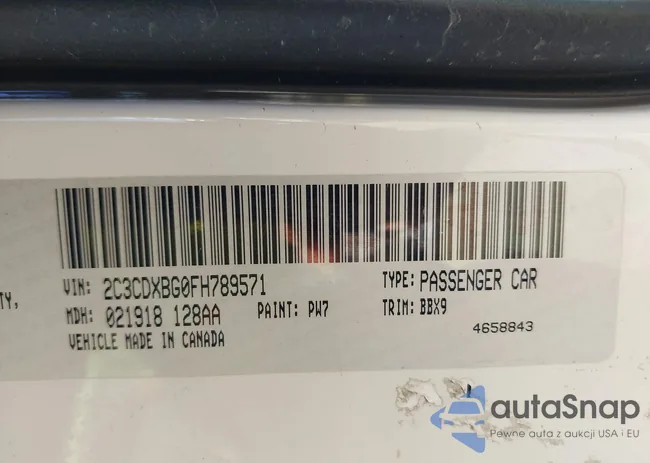 TY,
VIN: 2C3CDXBG0FH789571
TYPE: PASSENGER CAR
MDH: 021918 128AA
PAINT: PW7
TRIM: BBX9
VEHICLE MADE IN CANADA
4658843
autaSnap
Pewne auta z aukcji USA i EU